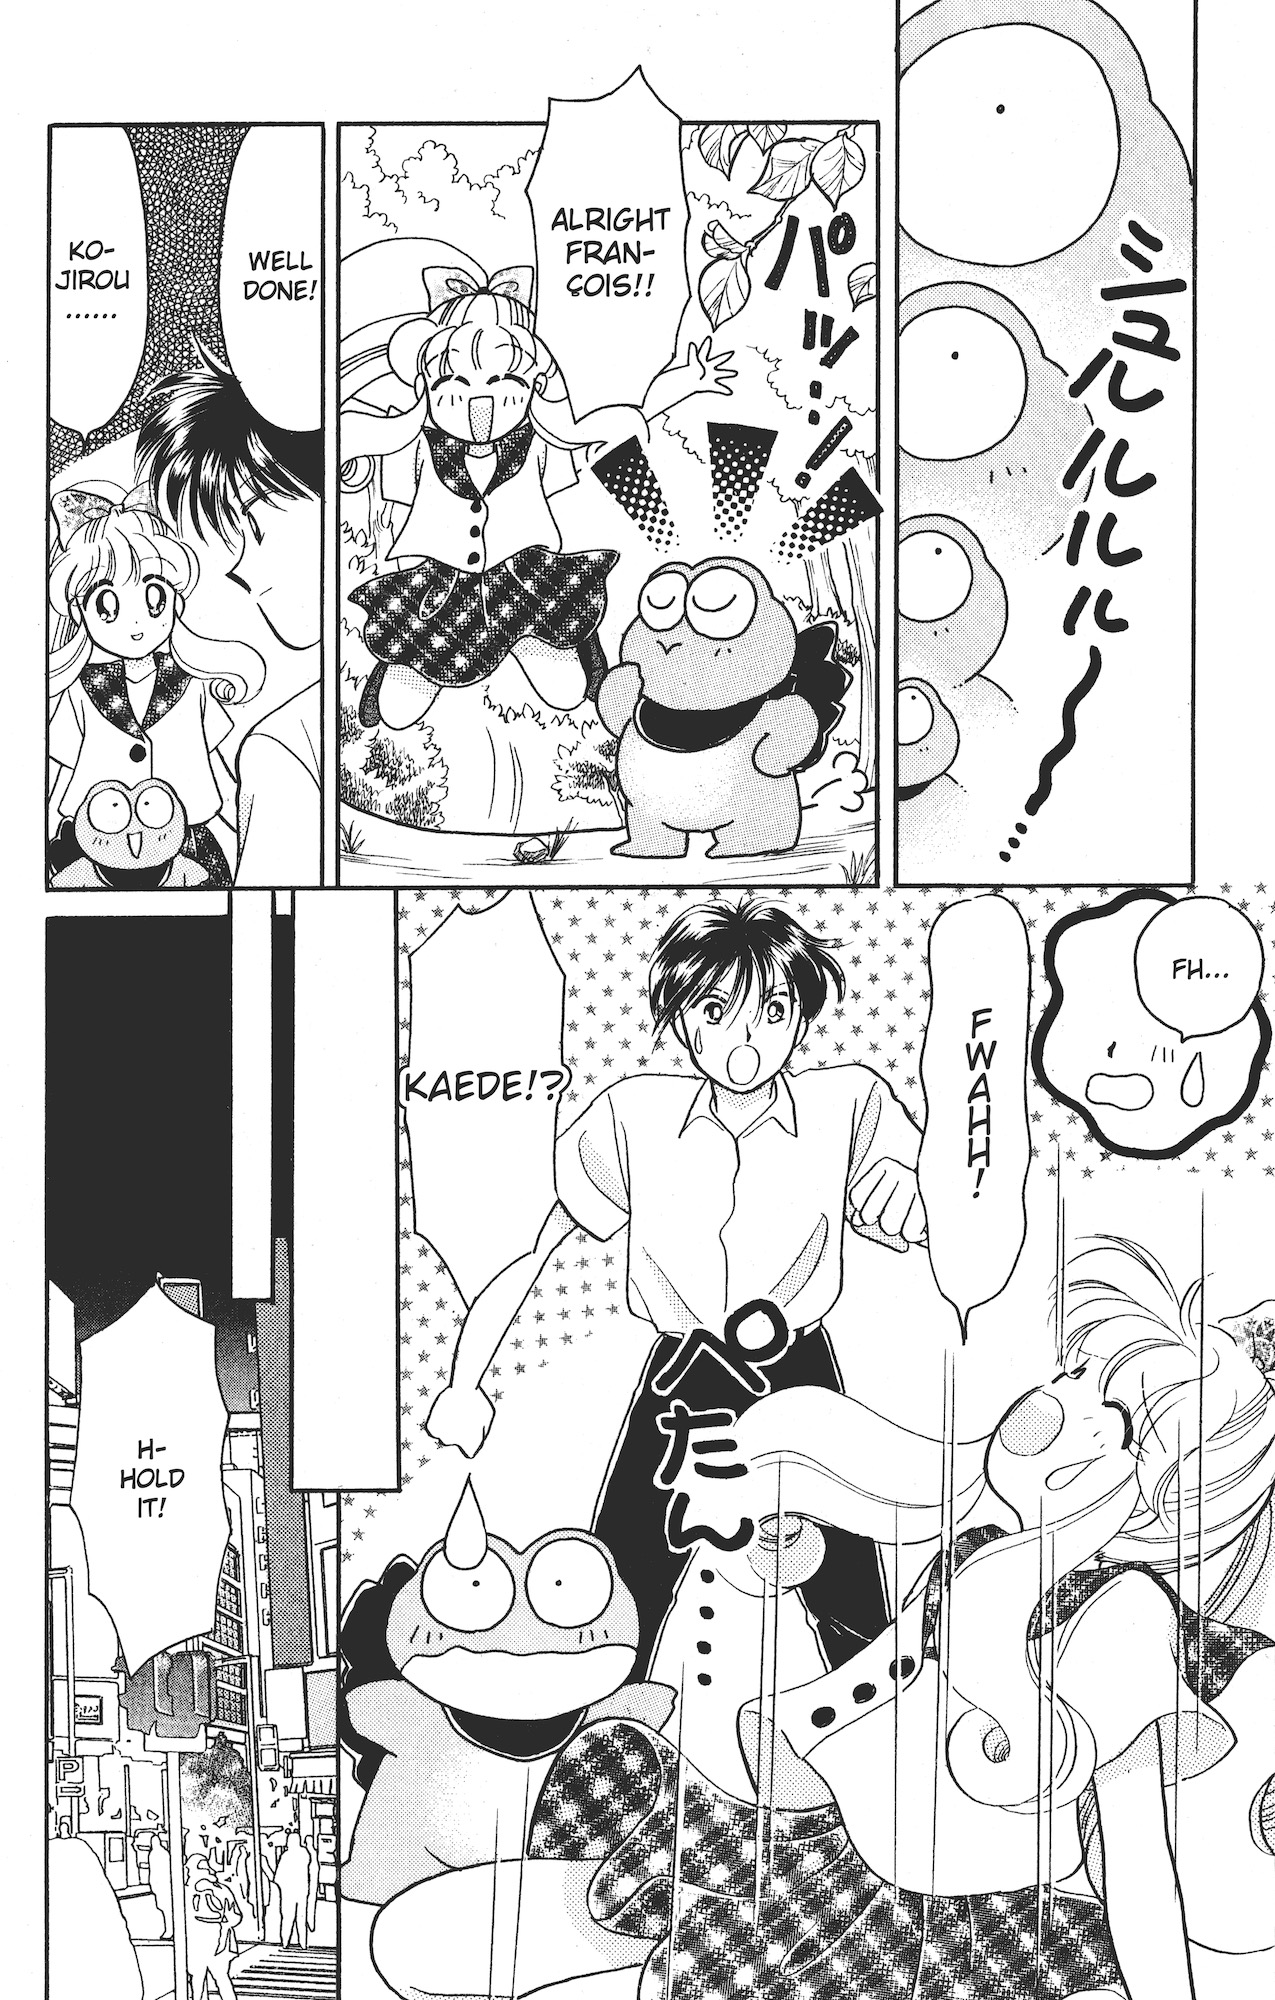 シュルルルル〜…
ALRIGHT
FRAN-
ÇOIS!!
パッ!!
WELL
DONE!
KO-
JIROU
......
FH...
FWAHH!
KAEDE!?
ぺたん……
H-
HOLD
IT!
P